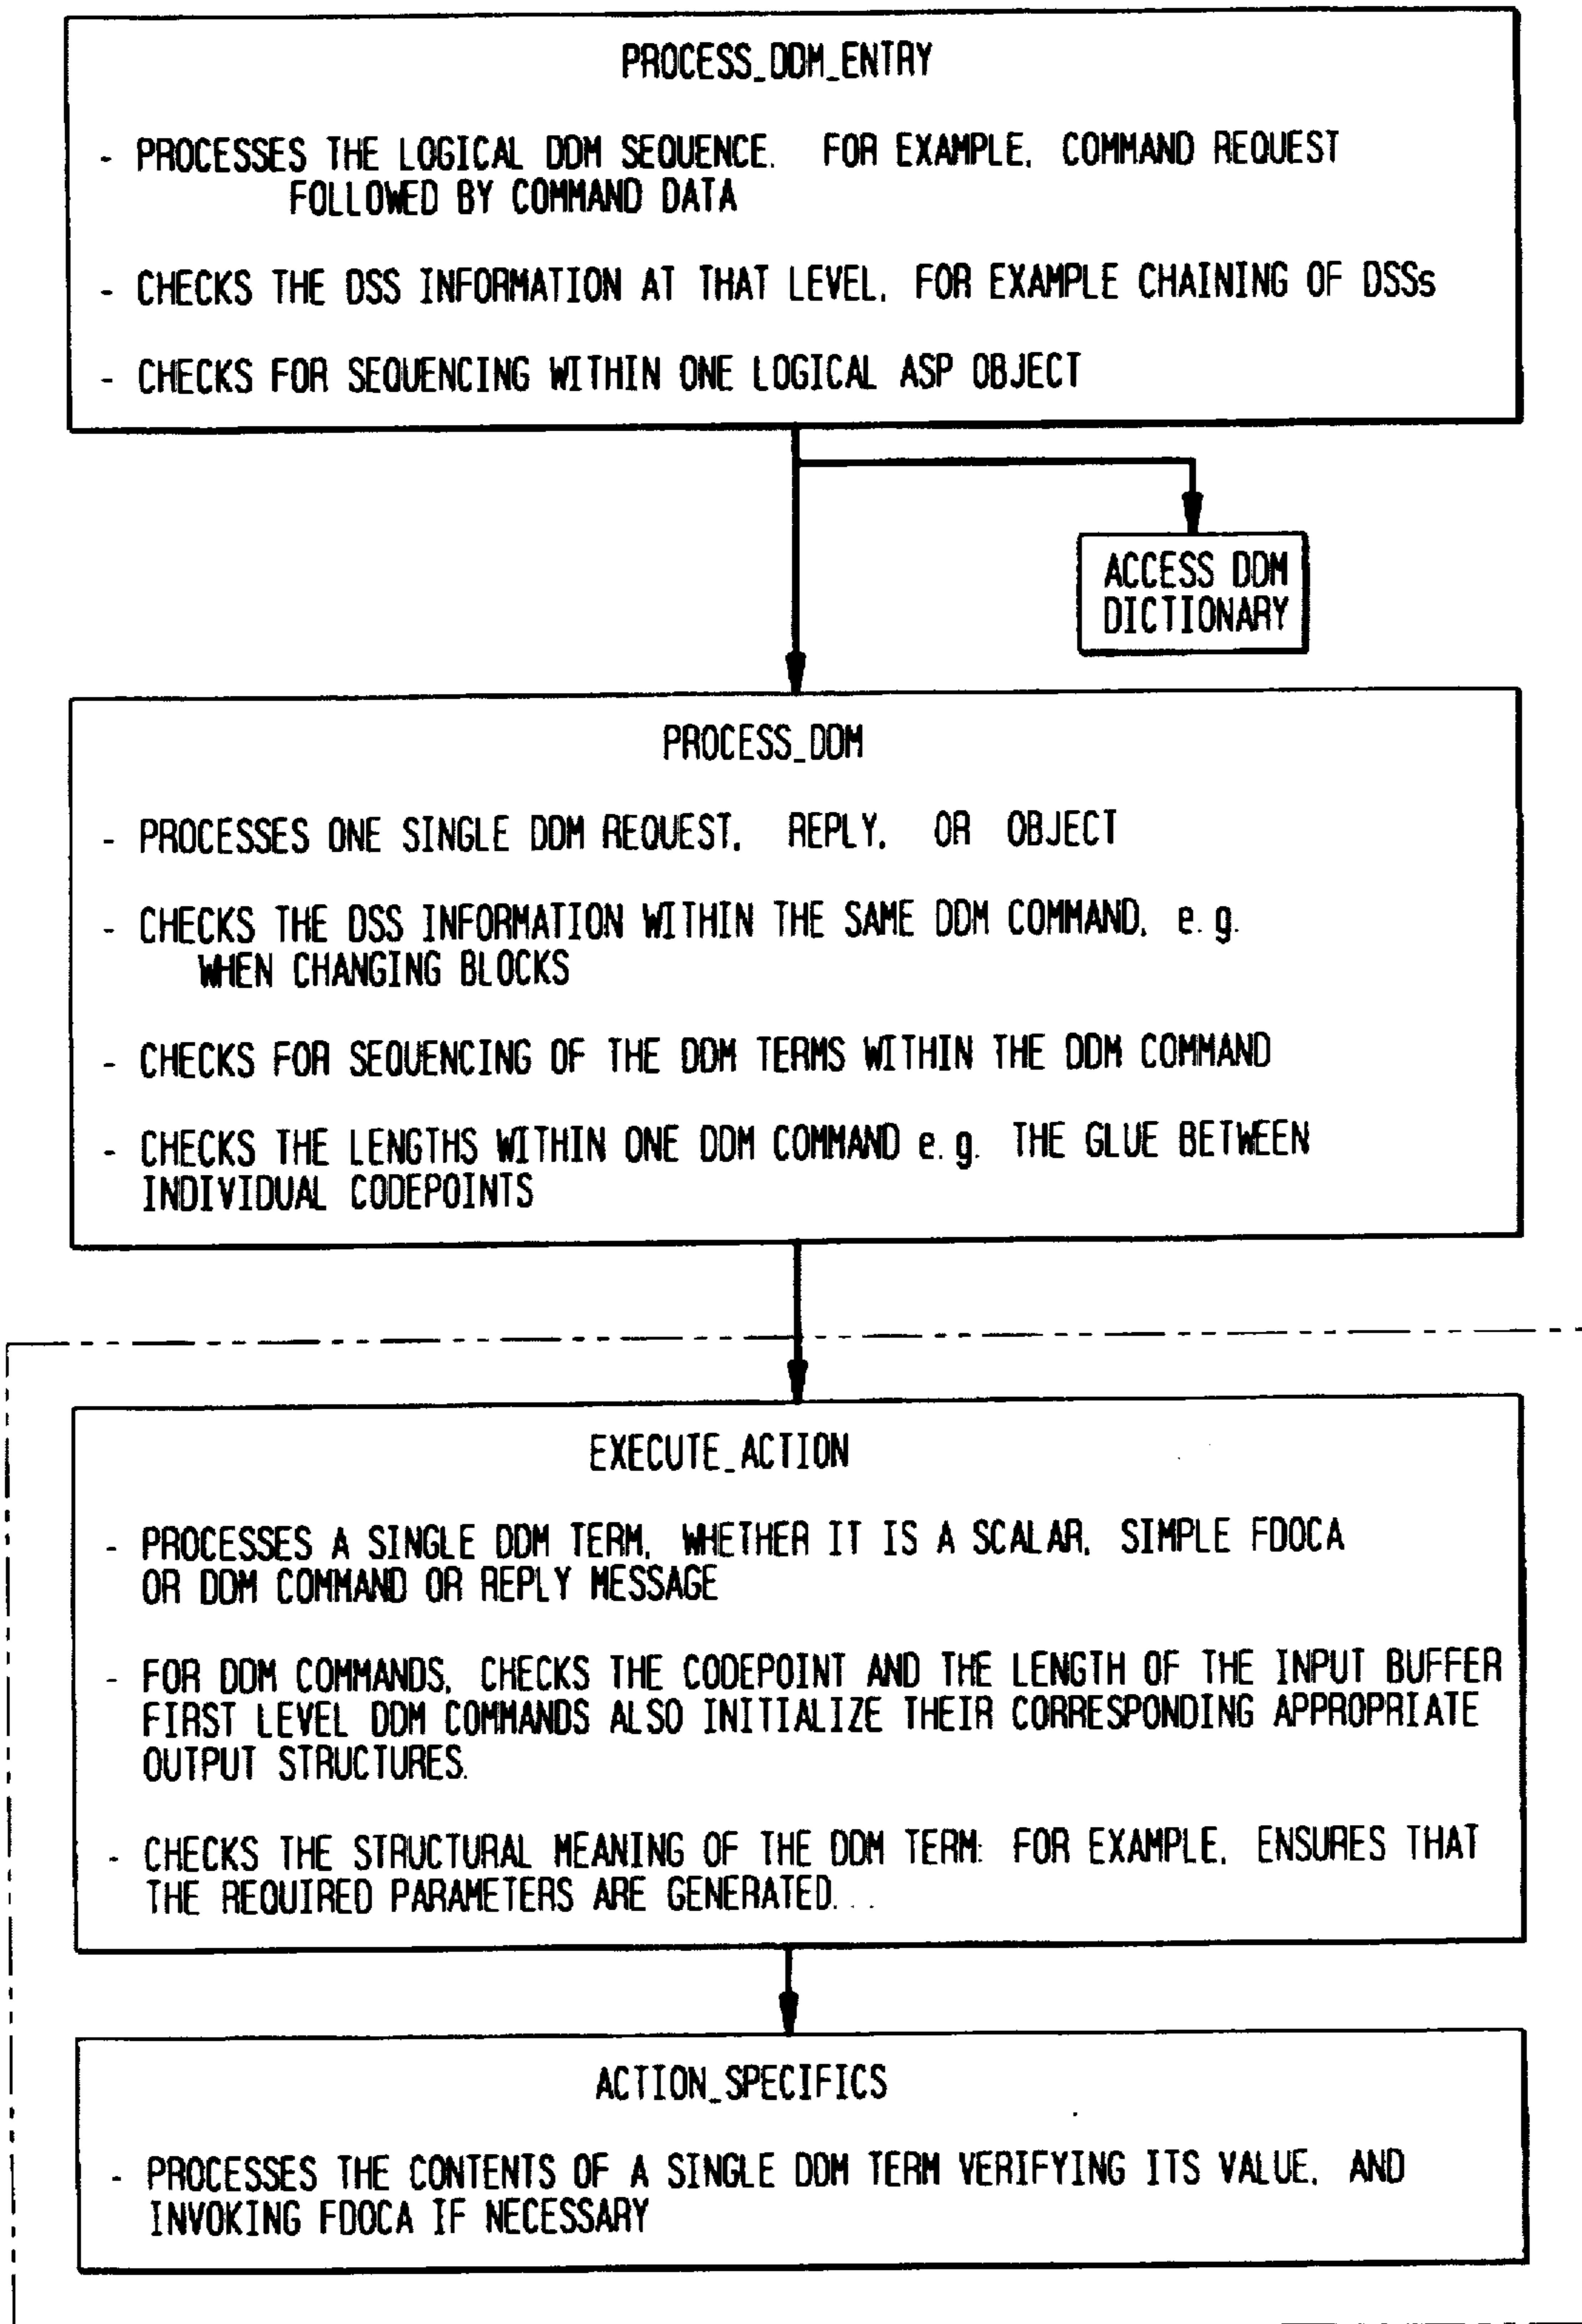 PROCESS_DDM_ENTRY
- PROCESSES THE LOGICAL DDM SEQUENCE. FOR EXAMPLE, COMMAND REQUEST
FOLLOWED BY COMMAND DATA
- CHECKS THE DSS INFORMATION AT THAT LEVEL, FOR EXAMPLE CHAINING OF DSSs
- CHECKS FOR SEQUENCING WITHIN ONE LOGICAL ASP OBJECT
ACCESS DDM
DICTIONARY
PROCESS_DDM
- PROCESSES ONE SINGLE DDM REQUEST, REPLY, OR OBJECT
- CHECKS THE DSS INFORMATION WITHIN THE SAME DDM COMMAND, e.g.
WHEN CHANGING BLOCKS
- CHECKS FOR SEQUENCING OF THE DDM TERMS WITHIN THE DDM COMMAND
- CHECKS THE LENGTHS WITHIN ONE DDM COMMAND e.g. THE GLUE BETWEEN
INDIVIDUAL CODEPOINTS
EXECUTE_ACTION
- PROCESSES A SINGLE DDM TERM, WHETHER IT IS A SCALAR, SIMPLE FDOCA
OR DDM COMMAND OR REPLY MESSAGE
- FOR DDM COMMANDS, CHECKS THE CODEPOINT AND THE LENGTH OF THE INPUT BUFFER
FIRST LEVEL DDM COMMANDS ALSO INITIALIZE THEIR CORRESPONDING APPROPRIATE
OUTPUT STRUCTURES.
- CHECKS THE STRUCTURAL MEANING OF THE DDM TERM: FOR EXAMPLE, ENSURES THAT
THE REQUIRED PARAMETERS ARE GENERATED...
ACTION_SPECIFICS
- PROCESSES THE CONTENTS OF A SINGLE DDM TERM VERIFYING ITS VALUE, AND
INVOKING FDOCA IF NECESSARY